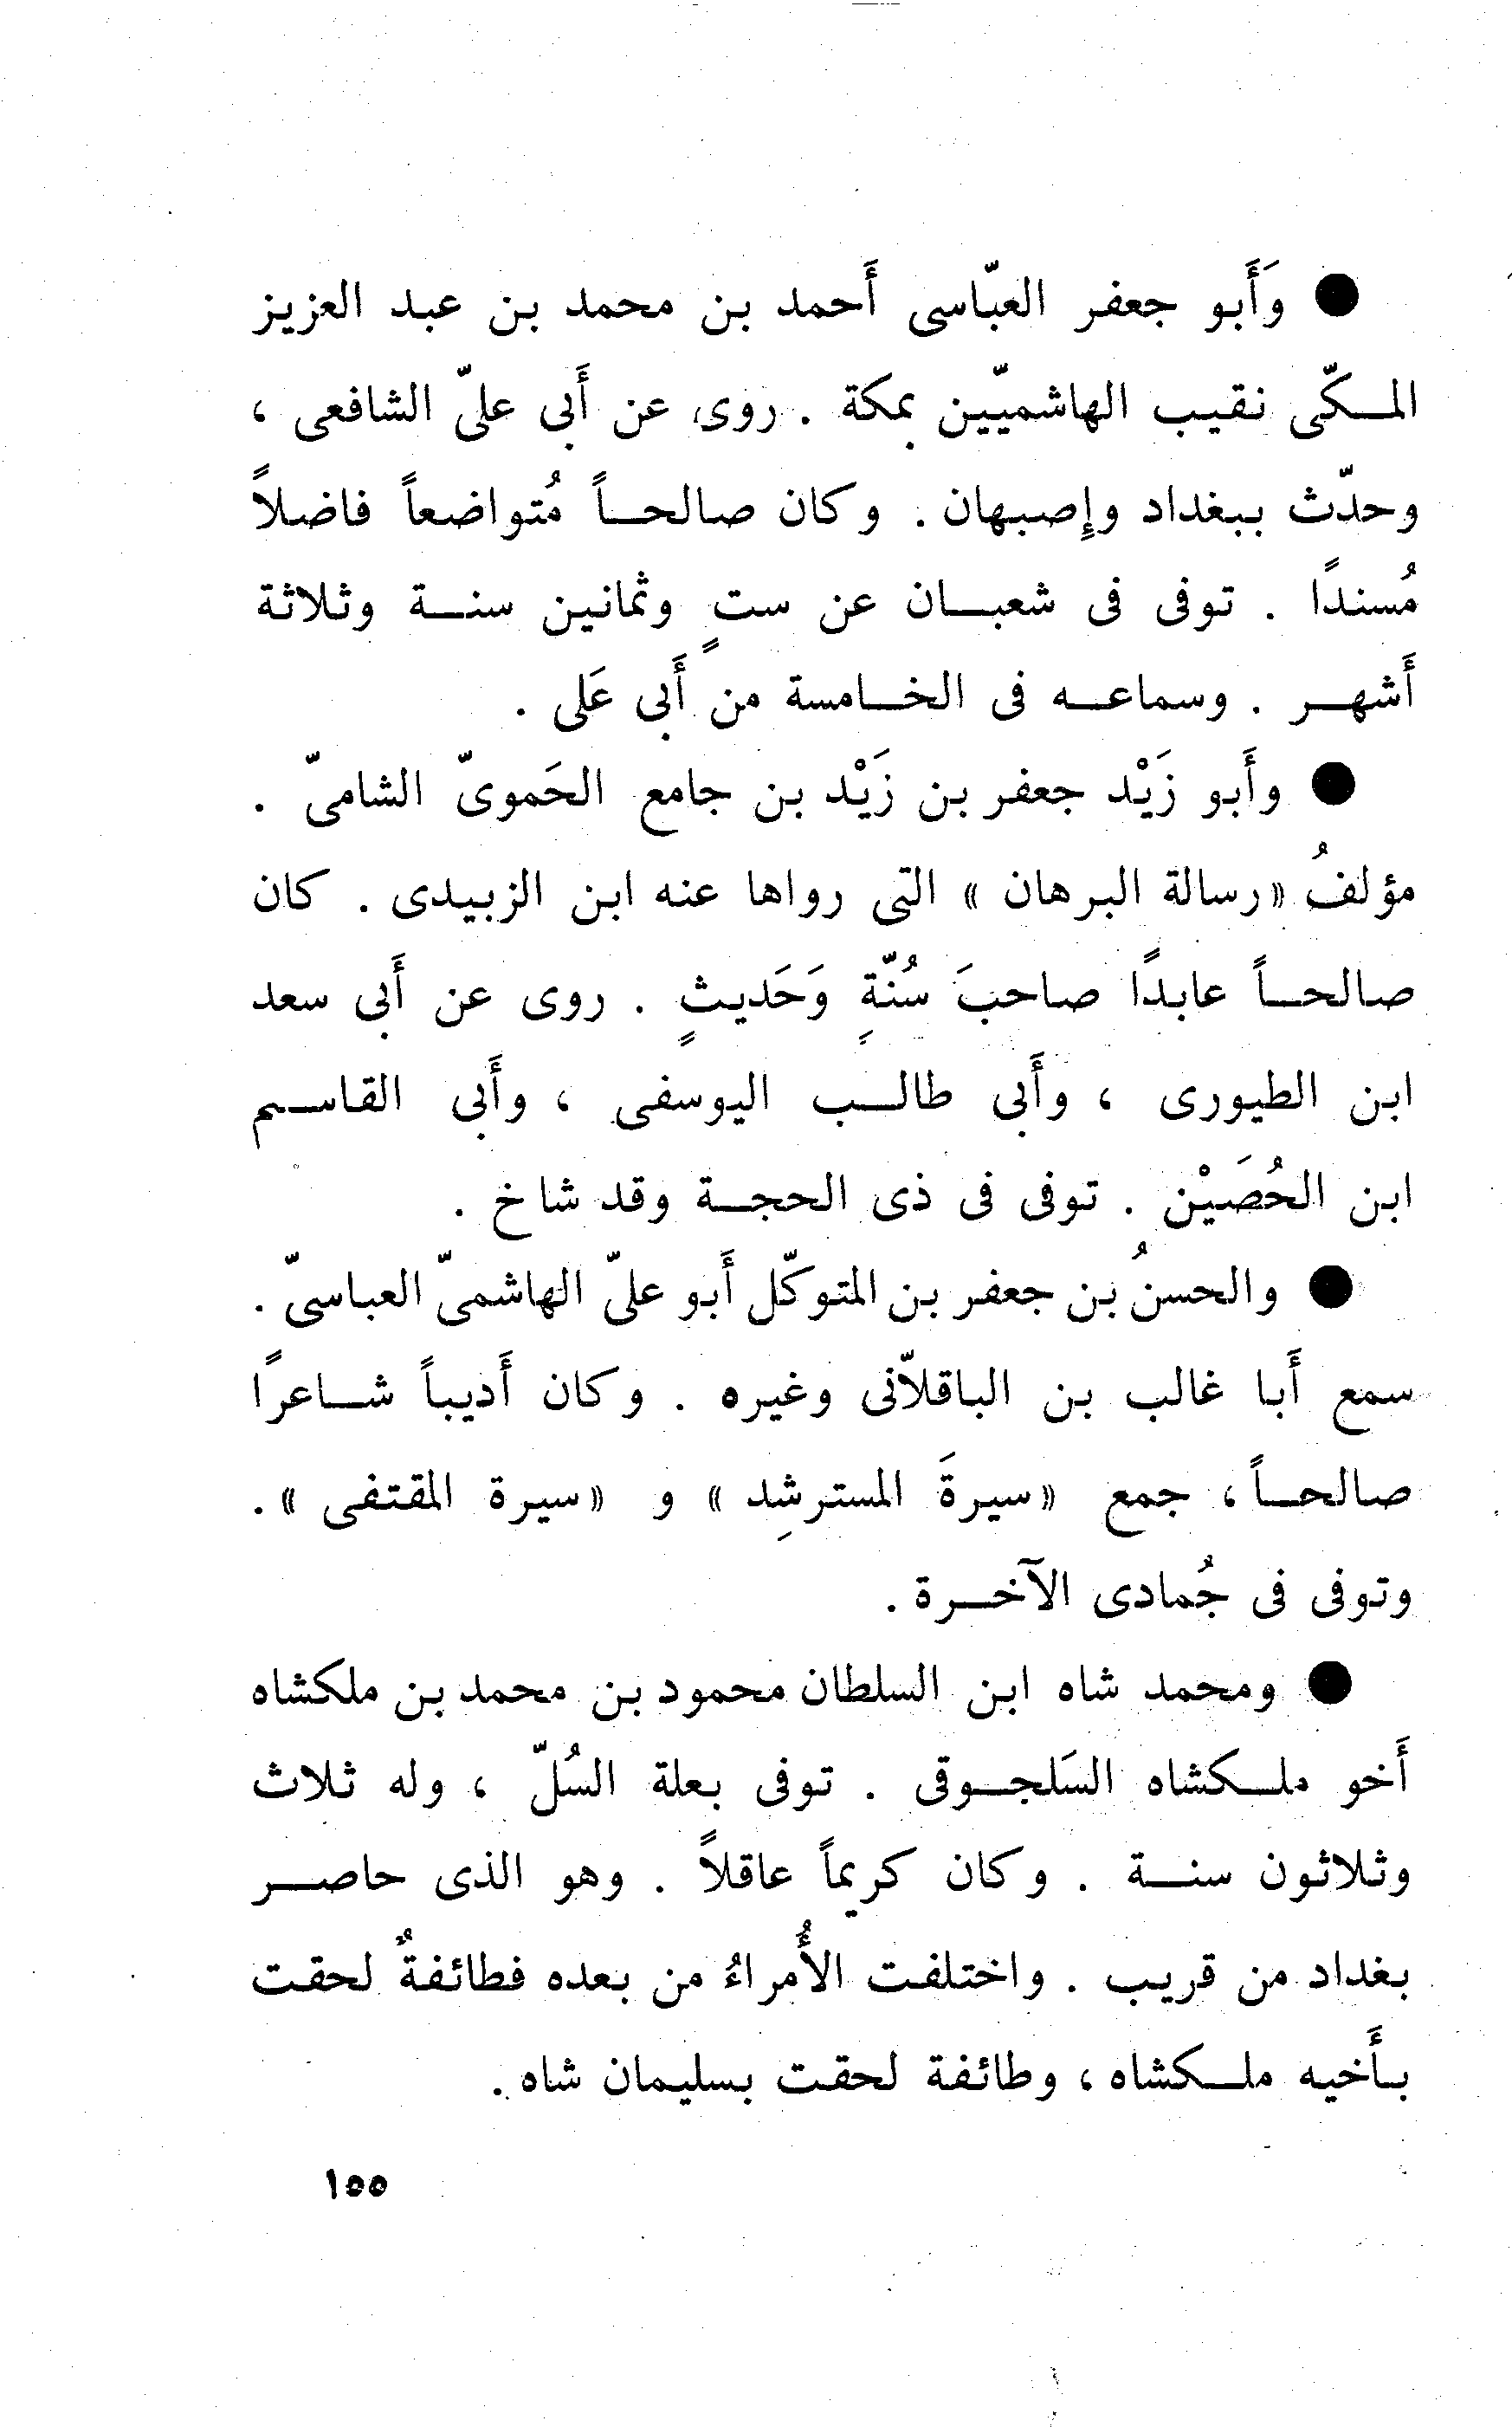 ● وَأَبو جعفر العبّاسى أَحمد بن محمد بن عبد العزيز
المكّى نقيب الهاشميّين بمكة . روى عن أَبى علىّ الشافعى ،
وحدّث ببغداد وإِصبهان . وكان صالحاً مُتواضعاً فاضلاً
مُسندًا . توفى فى شعبان عن ستٍ وثمانين سنة وثلاثة
أَشهر . وسماعه فى الخامسة من أَبى عَلى .
● وأَبو زَيْد جعفر بن زَيْد بن جامع الحَموىّ الشامىّ .
مؤلفُ «رسالة البرهان » التى رواها عنه ابن الزبيدى . كان
صالحاً عابدًا صاحبَ سُنّةٍ وَحَديثٍ . روى عن أَبى سعد
ابن الطيورى ، وأَبى طالب اليوسفى ، وأَبى القاسم
ابن الحُصَيْن . توفى فى ذى الحجة وقد شاخ .
● والحسنُ بن جعفر بن المتوكّل أَبو علىّ الهاشمىّ العباسىّ .
سمع أَبا غالب بن الباقلاّنى وغيره . وكان أَديباً شاعرًا
صالحاً ، جمع «سيرةَ المسترشِد » و «سيرة المقتفى » .
وتوفى فى جُمادى الآخرة .
● ومحمد شاه ابن السلطان محمود بن محمد بن ملكشاه
أَخو ملكشاه السَلجوقى . توفى بعلة السُلّ ، وله ثلاث
وثلاثون سنة . وكان كريماً عاقلاً . وهو الذى حاصر
بغداد من قريب . واختلفت الأُمراءُ من بعده فطائفةٌ لحقت
بأَخيه ملكشاه ، وطائفة لحقت بسليمان شاه .
١٥٥